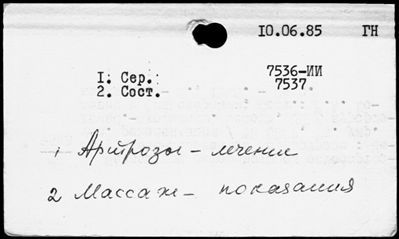 10.06.85 ГН
I. Сер.: 7536-ИИ
2. Сост. 7537
1 Артрозы - лечение
2 Массаж - показания